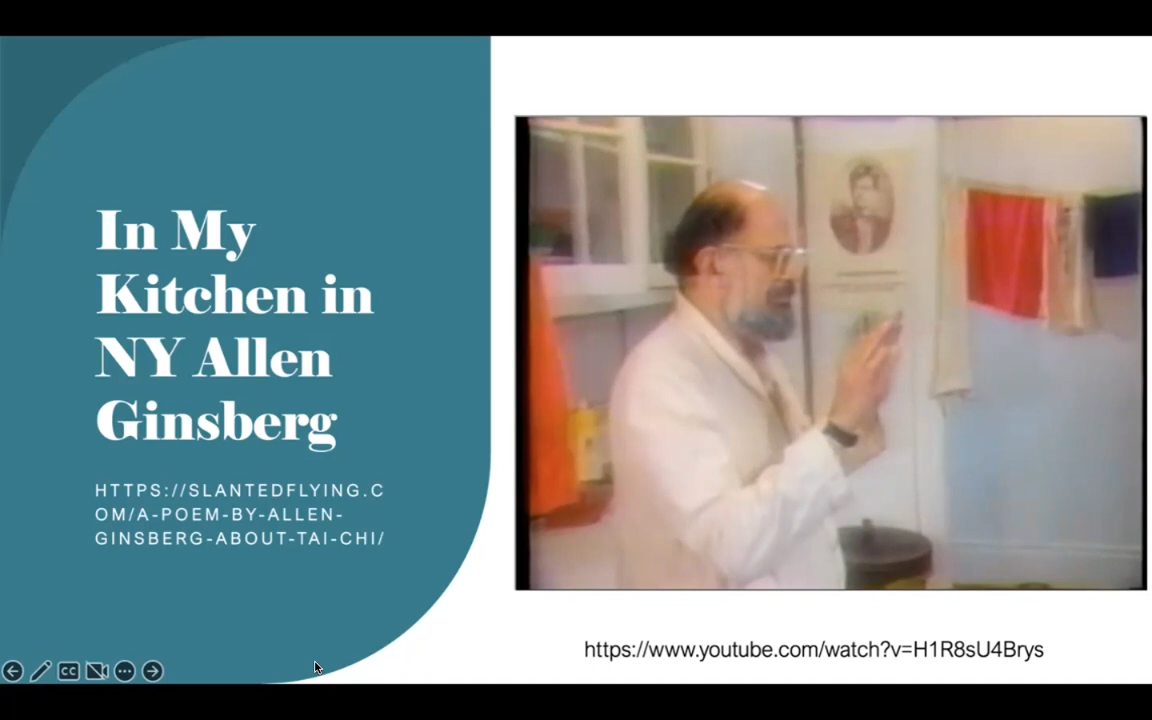 In My
Kitchen in
NY Allen
Ginsberg
HTTPS://SLANTEDFLYING.C
OM/A-POEM-BY-ALLEN-
GINSBERG-ABOUT-TAI-CHI/
https://www.youtube.com/watch?v=H1R8sU4Brys
CC